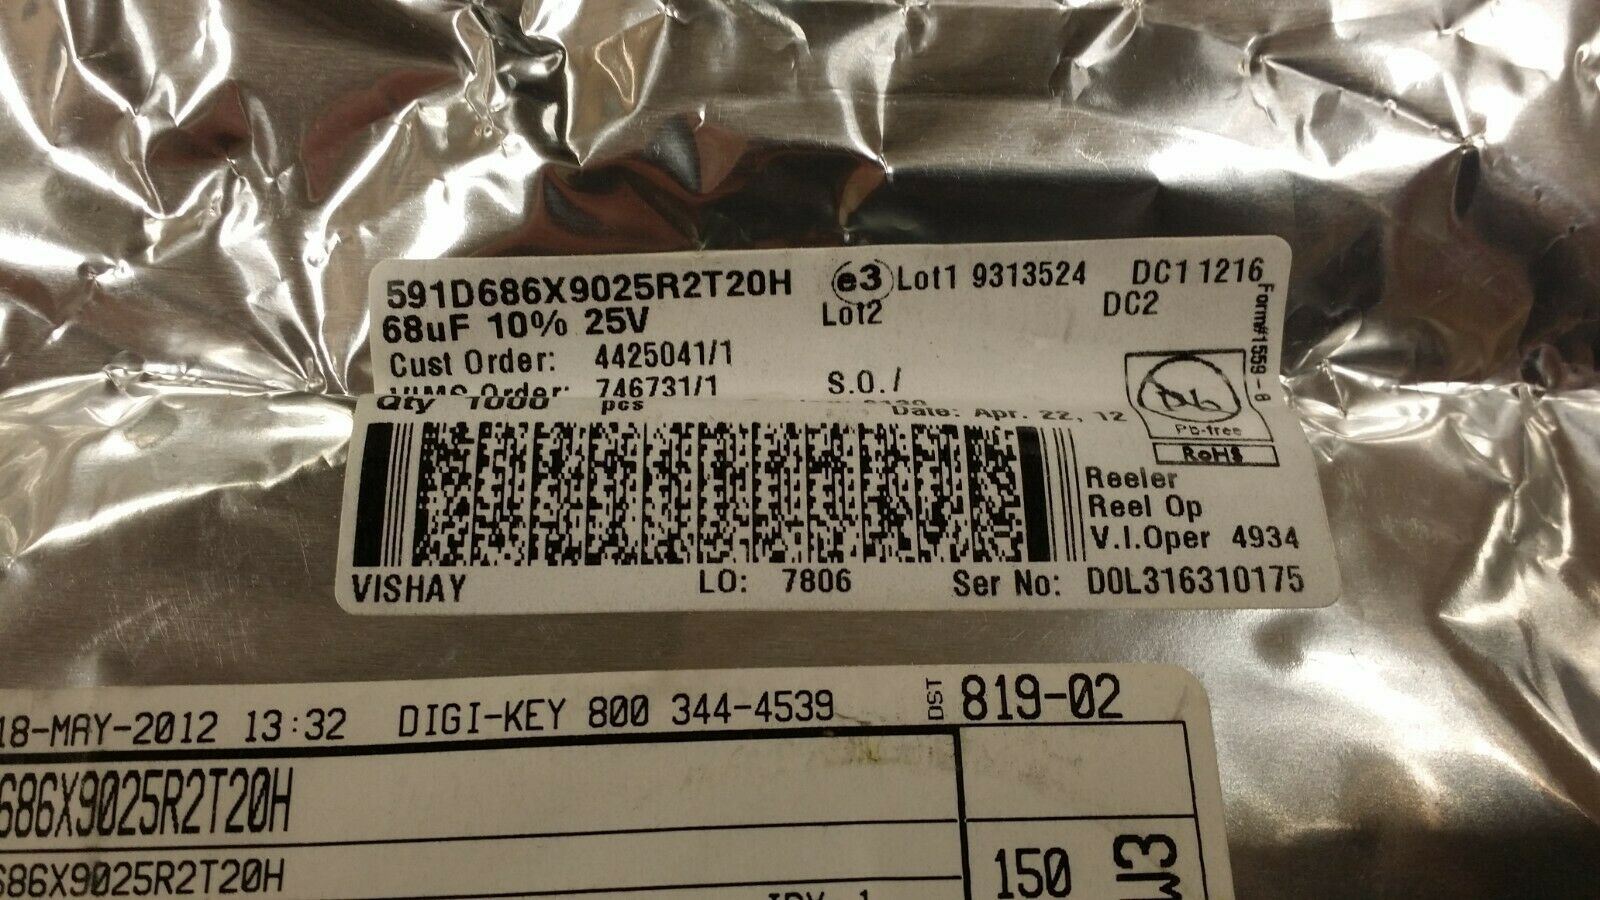 591D686X9025R2T20H e3 Lot1 9313524 DC1 1216
68uF 10% 25V Lot2 DC2
Form#1559-8
Cust Order: 4425041/1
Order: 746731/1 S.O./
Qty 1000 pcs Date: Apr. 22, 12
Pb
Pb-free
RoHS
Reeler
Reel Op
V.I.Oper 4934
VISHAY LO: 7806 Ser No: D0L316310175
18-MAY-2012 13:32 DIGI-KEY 800 344-4539 DST 819-02
686X9025R2T20H
686X9025R2T20H
150
W3